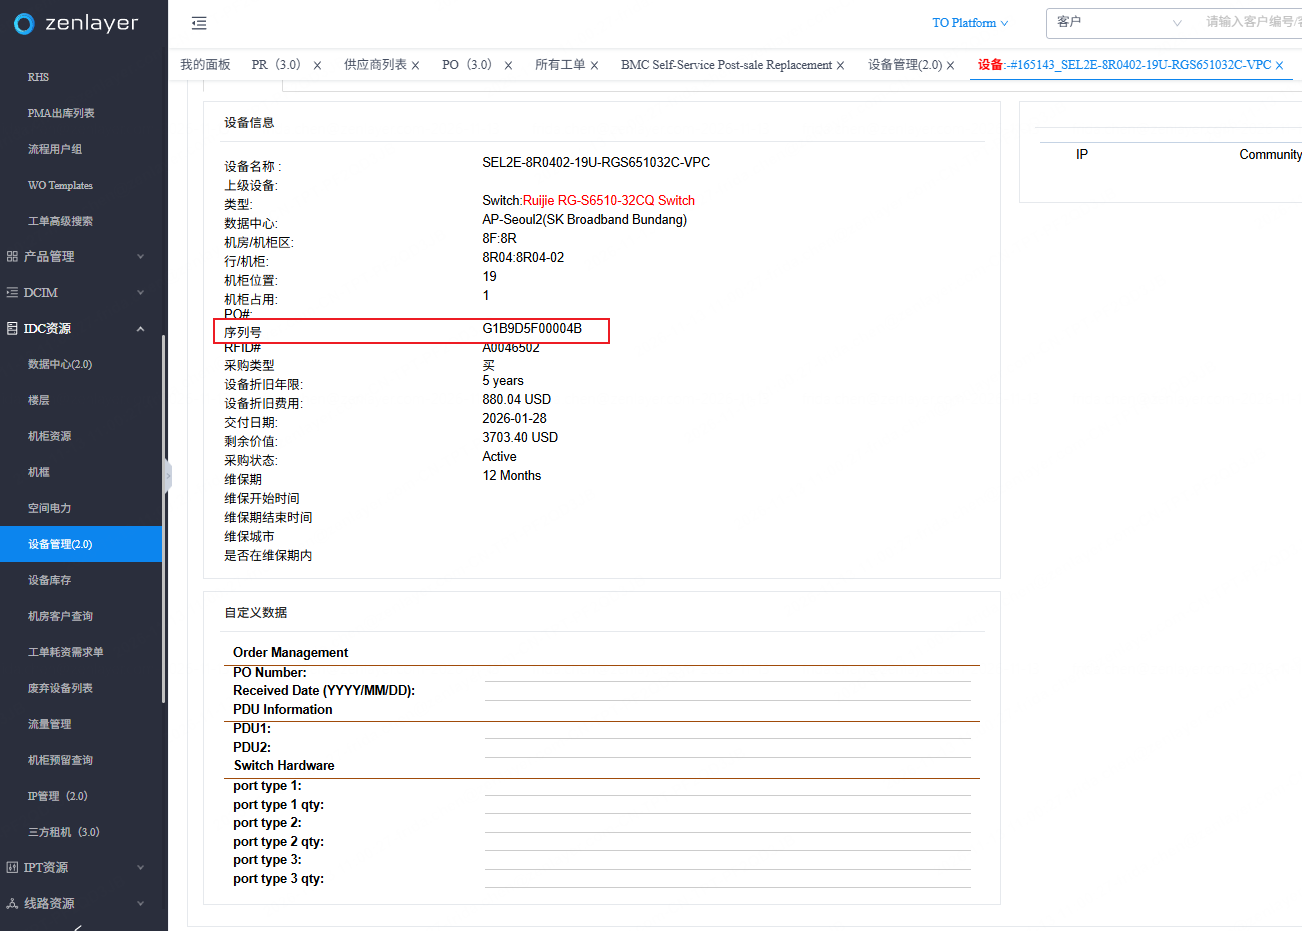 zenlayer
TO Platform
客户
请输入客户编号/客
我的面板 PR（3.0） 供应商列表 PO（3.0） 所有工单 BMC Self-Service Post-sale Replacement 设备管理(2.0) 设备:-#165143_SEL2E-8R0402-19U-RGS651032C-VPC
RHS
PMA出库列表
流程用户组
WO Templates
工单高级搜索
产品管理
DCIM
IDC资源
数据中心(2.0)
楼层
机柜资源
机框
空间电力
设备管理(2.0)
设备库存
机房客户查询
工单耗资需求单
废弃设备列表
流量管理
机柜预留查询
IP管理（2.0）
三方租机（3.0）
IPT资源
线路资源
设备信息
设备名称 : SEL2E-8R0402-19U-RGS651032C-VPC
上级设备:
类型: Switch:Ruijie RG-S6510-32CQ Switch
数据中心: AP-Seoul2(SK Broadband Bundang)
机房/机柜区: 8F:8R
行/机柜: 8R04:8R04-02
机柜位置: 19
机柜占用: 1
PO#:
序列号 G1B9D5F00004B
RFID# A0046502
采购类型 买
设备折旧年限: 5 years
设备折旧费用: 880.04 USD
交付日期: 2026-01-28
剩余价值: 3703.40 USD
采购状态: Active
维保期 12 Months
维保开始时间
维保期结束时间
维保城市
是否在维保期内
IP Community
自定义数据
Order Management
PO Number:
Received Date (YYYY/MM/DD):
PDU Information
PDU1:
PDU2:
Switch Hardware
port type 1:
port type 1 qty:
port type 2:
port type 2 qty:
port type 3:
port type 3 qty: